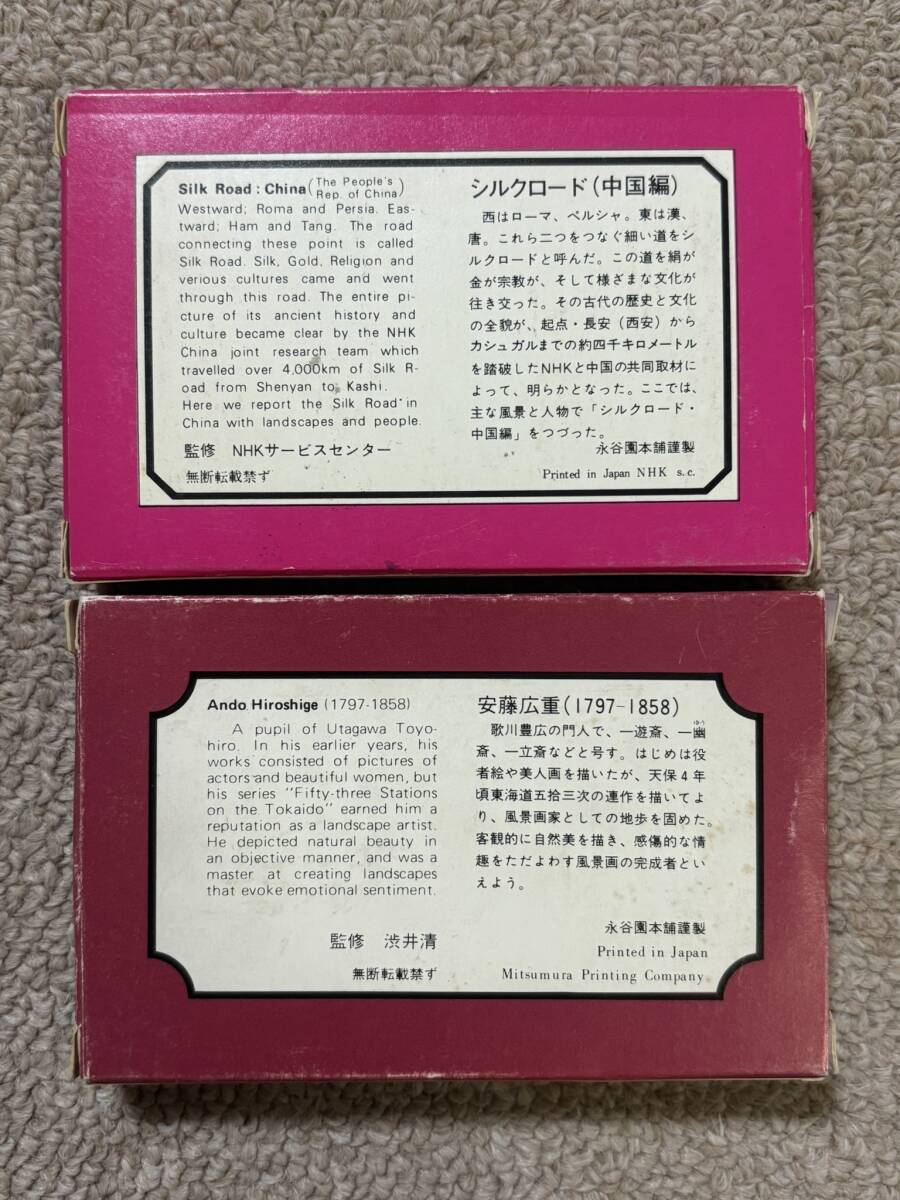 Silk Road : China (The People's Rep. of China)
Westward; Roma and Persia. Eas-
tward; Ham and Tang. The road
connecting these point is called
Silk Road. Silk, Gold, Religion and
verious cultures came and went
through this road. The entire pi-
cture of its ancient history and
culture became clear by the NHK
China joint research team which
travelled over 4,000km of Silk R-
oad from Shenyan to Kashi.
Here we report the Silk Road in
China with landscapes and people.
監修 NHKサービスセンター
無断転載禁ず
シルクロード(中国編)
西はローマ、ペルシャ。東は漢、
唐。これら二つをつなぐ細い道をシ
ルクロードと呼んだ。この道を絹が
金が宗教が、そして様ざまな文化が
往き交った。その古代の歴史と文化
の全貌が、起点・長安(西安)から
カシュガルまでの約四千キロメートル
を踏破したNHKと中国の共同取材に
よって、明らかとなった。ここでは、
主な風景と人物で「シルクロード・
中国編」をつづった。
永谷園本舗謹製
Printed in Japan NHK s.c.
Ando Hiroshige (1797-1858)
A pupil of Utagawa Toyo-
hiro. In his earlier years, his
works consisted of pictures of
actors and beautiful women, but
his series "Fifty-three Stations
on the Tokaido" earned him a
reputation as a landscape artist.
He depicted natural beauty in
an objective manner, and was a
master at creating landscapes
that evoke emotional sentiment.
監修 渋井清
無断転載禁ず
安藤広重(1797-1858)
歌川豊広の門人で、一遊斎、一幽
斎、一立斎などと号す。はじめは役
者絵や美人画を描いたが、天保4年
頃東海道五拾三次の連作を描いてよ
り、風景画家としての地歩を固めた。
客観的に自然美を描き、感傷的な情
趣をただよわす風景画の完成者とい
えよう。
永谷園本舗謹製
Printed in Japan
Mitsumura Printing Company